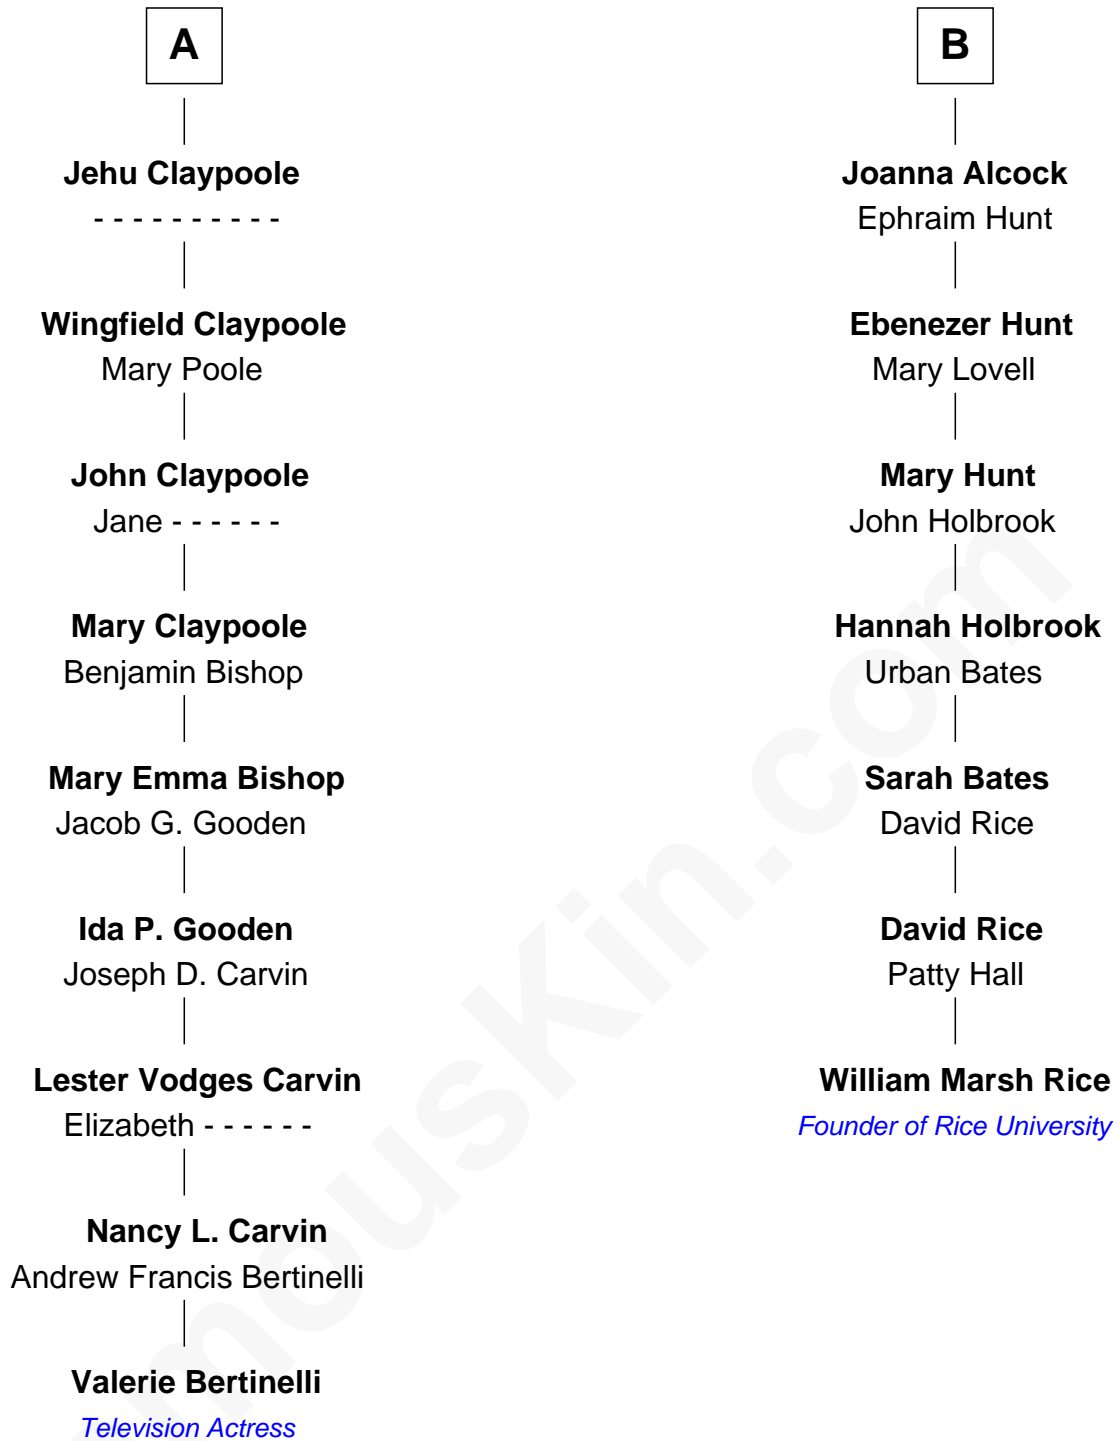 A
Jehu Claypoole
- - - - - - - - - -
Wingfield Claypoole
Mary Poole
John Claypoole
Jane - - - - - -
Mary Claypoole
Benjamin Bishop
Mary Emma Bishop
Jacob G. Gooden
Ida P. Gooden
Joseph D. Carvin
Lester Vodges Carvin
Elizabeth - - - - - -
Nancy L. Carvin
Andrew Francis Bertinelli
Valerie Bertinelli
Television Actress
B
Joanna Alcock
Ephraim Hunt
Ebenezer Hunt
Mary Lovell
Mary Hunt
John Holbrook
Hannah Holbrook
Urban Bates
Sarah Bates
David Rice
David Rice
Patty Hall
William Marsh Rice
Founder of Rice University
mousKin.com